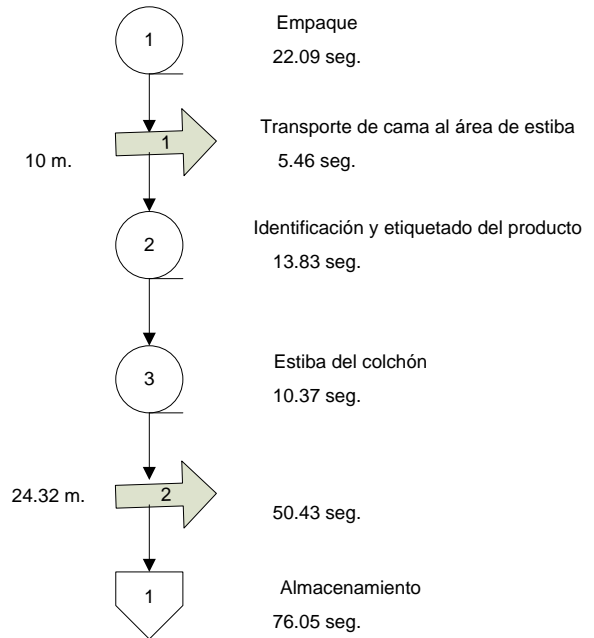 1
Empaque
22.09 seg.
10 m.
1
Transporte de cama al área de estiba
5.46 seg.
2
Identificación y etiquetado del producto
13.83 seg.
3
Estiba del colchón
10.37 seg.
24.32 m.
2
50.43 seg.
1
Almacenamiento
76.05 seg.